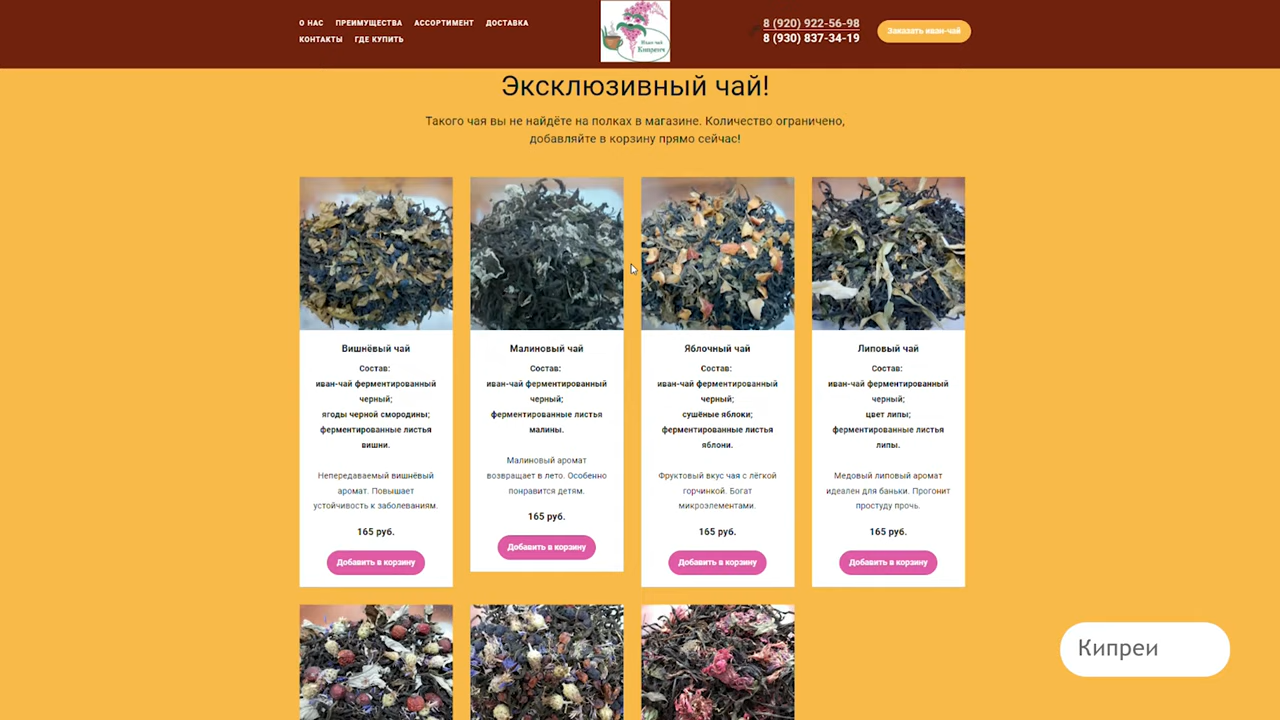 О НАС ПРЕИМУЩЕСТВА АССОРТИМЕНТ ДОСТАВКА
КОНТАКТЫ ГДЕ КУПИТЬ
Иван-чай
Кипреич
8 (920) 922-56-98
8 (930) 837-34-19
Заказать иван-чай
Эксклюзивный чай!
Такого чая вы не найдёте на полках в магазине. Количество ограничено,
добавляйте в корзину прямо сейчас!
Вишнёвый чай
Состав:
иван-чай ферментированный
черный;
ягоды черной смородины;
ферментированные листья
вишни.
Непередаваемый вишнёвый
аромат. Повышает
устойчивость к заболеваниям.
165 руб.
Добавить в корзину
Малиновый чай
Состав:
иван-чай ферментированный
черный;
ферментированные листья
малины.
Малиновый аромат
возвращает в лето. Особенно
понравится детям.
165 руб.
Добавить в корзину
Яблочный чай
Состав:
иван-чай ферментированный
черный;
сушёные яблоки;
ферментированные листья
яблони.
Фруктовый вкус чая с лёгкой
горчинкой. Богат
микроэлементами.
165 руб.
Добавить в корзину
Липовый чай
Состав:
иван-чай ферментированный
черный;
цвет липы;
ферментированные листья
липы.
Медовый липовый аромат
идеален для баньки. Прогонит
простуду прочь.
165 руб.
Добавить в корзину
Кипреи